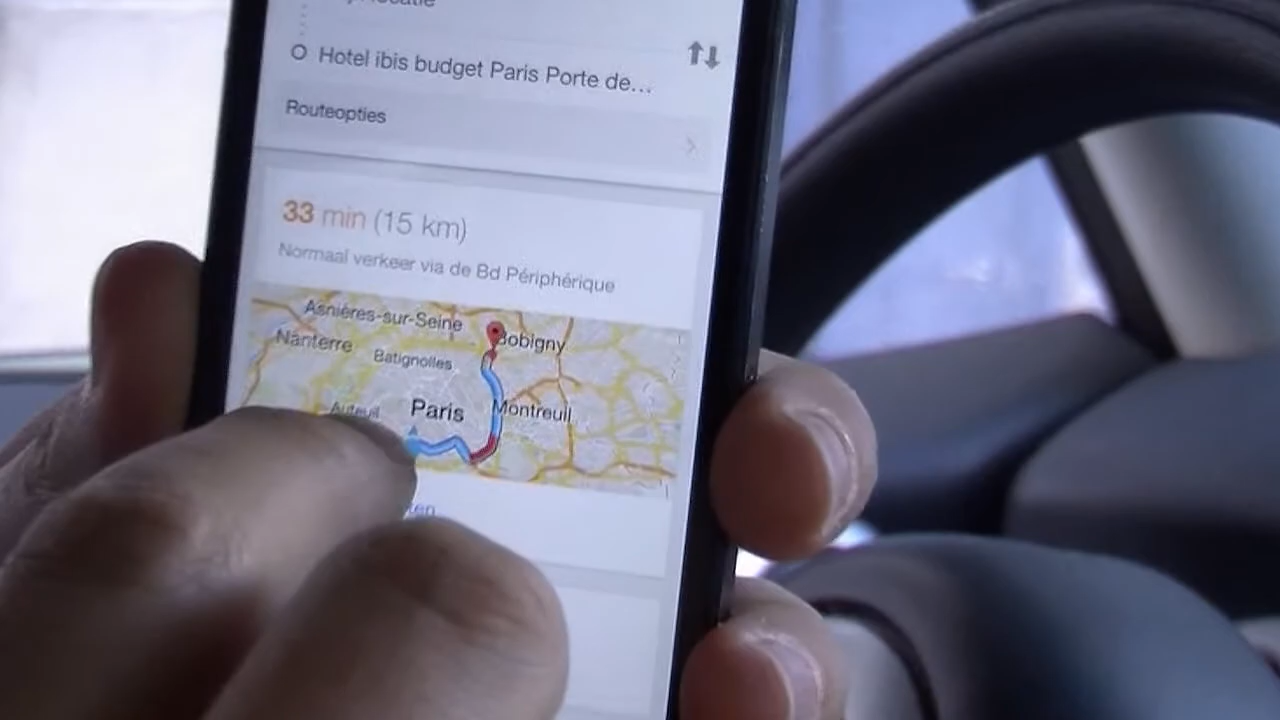 Hotel ibis budget Paris Porte de...
Routeopties
33 min (15 km)
Normaal verkeer via de Bd Périphérique
Asnières-sur-Seine
Bobigny
Nanterre
Batignolles
Auteuil
Paris
Montreuil